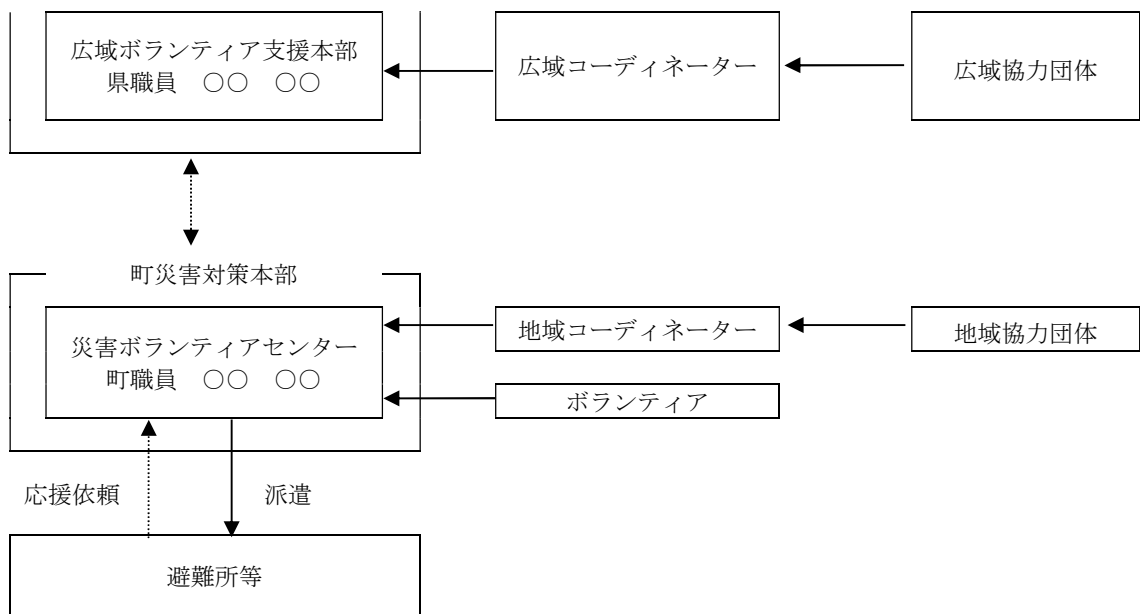 広域ボランティア支援本部
県職員　○○　○○
広域コーディネーター
広域協力団体
町災害対策本部
災害ボランティアセンター
町職員　○○　○○
地域コーディネーター
地域協力団体
ボランティア
応援依頼
派遣
避難所等